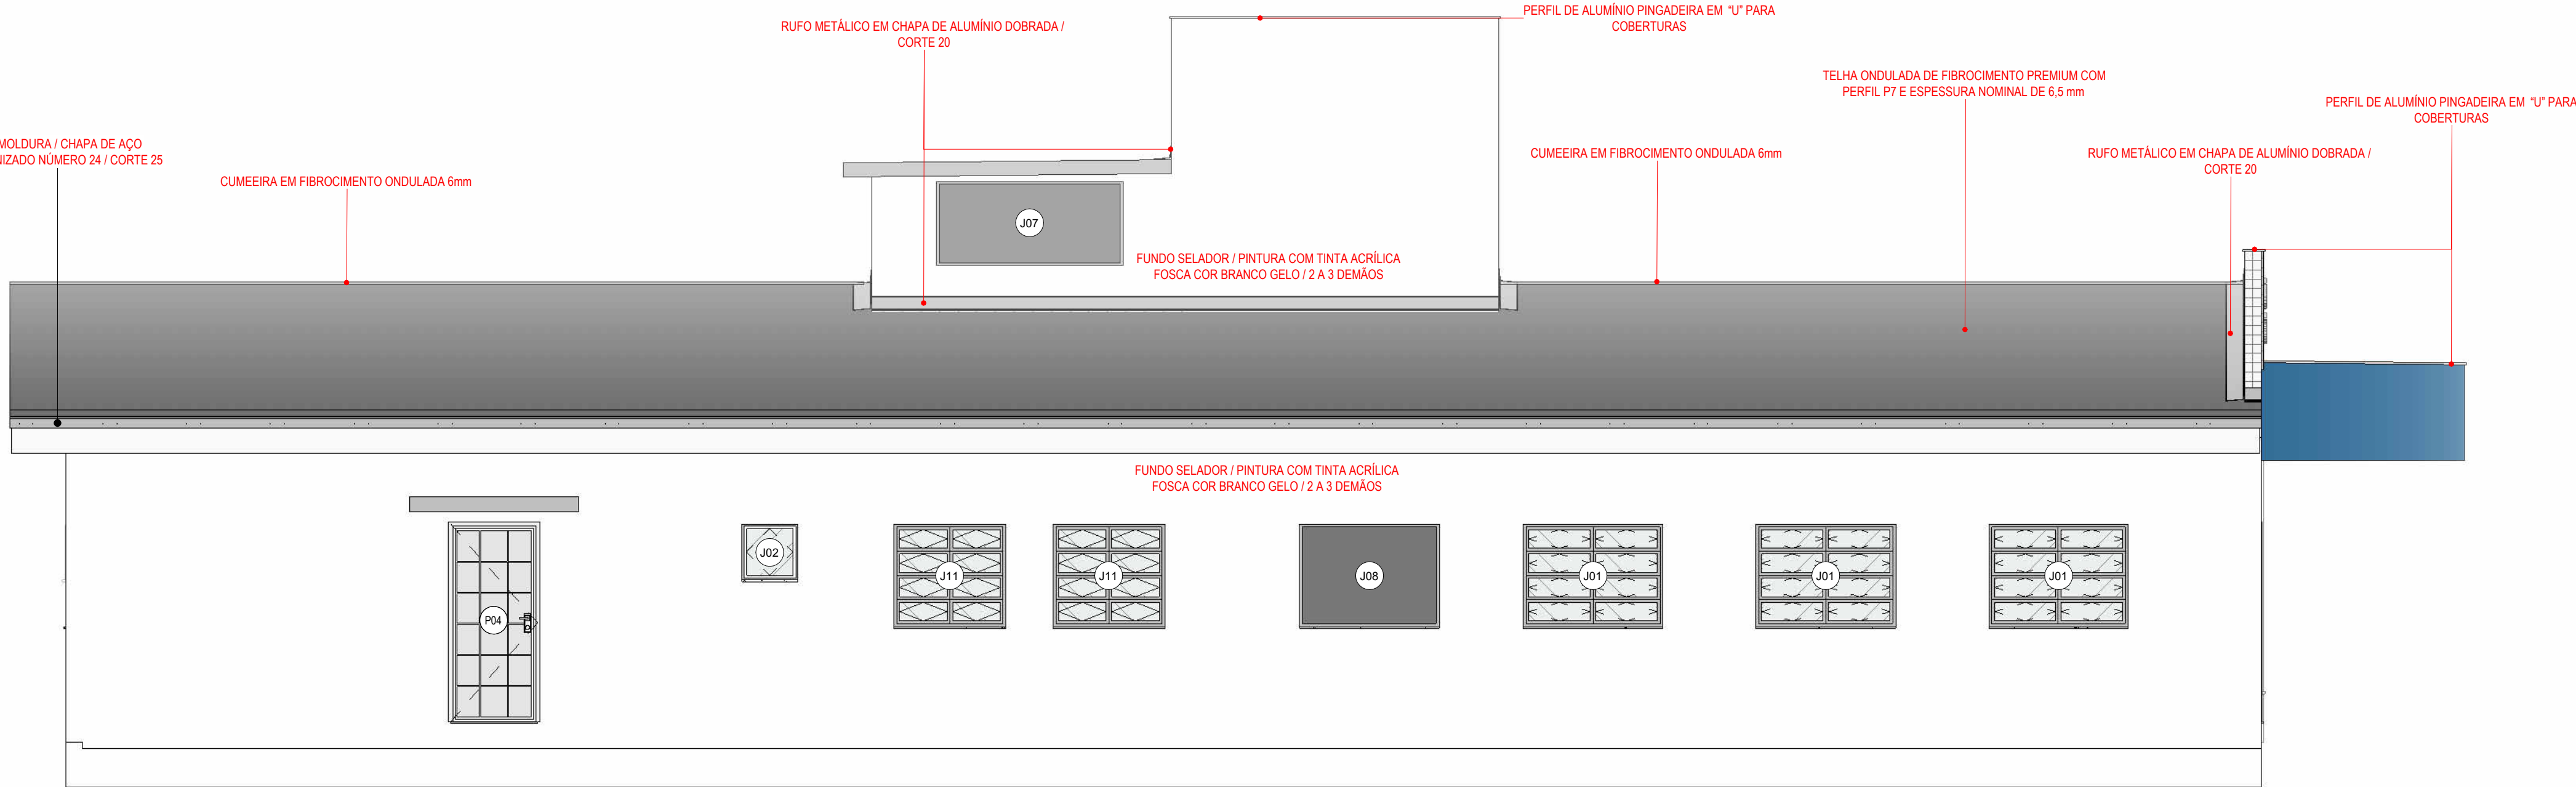 PERFIL DE ALUMÍNIO PINGADEIRA EM “U” PARA
COBERTURAS
RUFO METÁLICO EM CHAPA DE ALUMÍNIO DOBRADA /
CORTE 20
TELHA ONDULADA DE FIBROCIMENTO PREMIUM COM
PERFIL P7 E ESPESSURA NOMINAL DE 6,5 mm
PERFIL DE ALUMÍNIO PINGADEIRA EM “U” PARA
COBERTURAS
MOLDURA / CHAPA DE AÇO
NIZADO NÚMERO 24 / CORTE 25
CUMEEIRA EM FIBROCIMENTO ONDULADA 6mm
CUMEEIRA EM FIBROCIMENTO ONDULADA 6mm
RUFO METÁLICO EM CHAPA DE ALUMÍNIO DOBRADA /
CORTE 20
J07
FUNDO SELADOR / PINTURA COM TINTA ACRÍLICA
FOSCA COR BRANCO GELO / 2 A 3 DEMÃOS
FUNDO SELADOR / PINTURA COM TINTA ACRÍLICA
FOSCA COR BRANCO GELO / 2 A 3 DEMÃOS
P04
J02
J11
J11
J08
J01
J01
J01